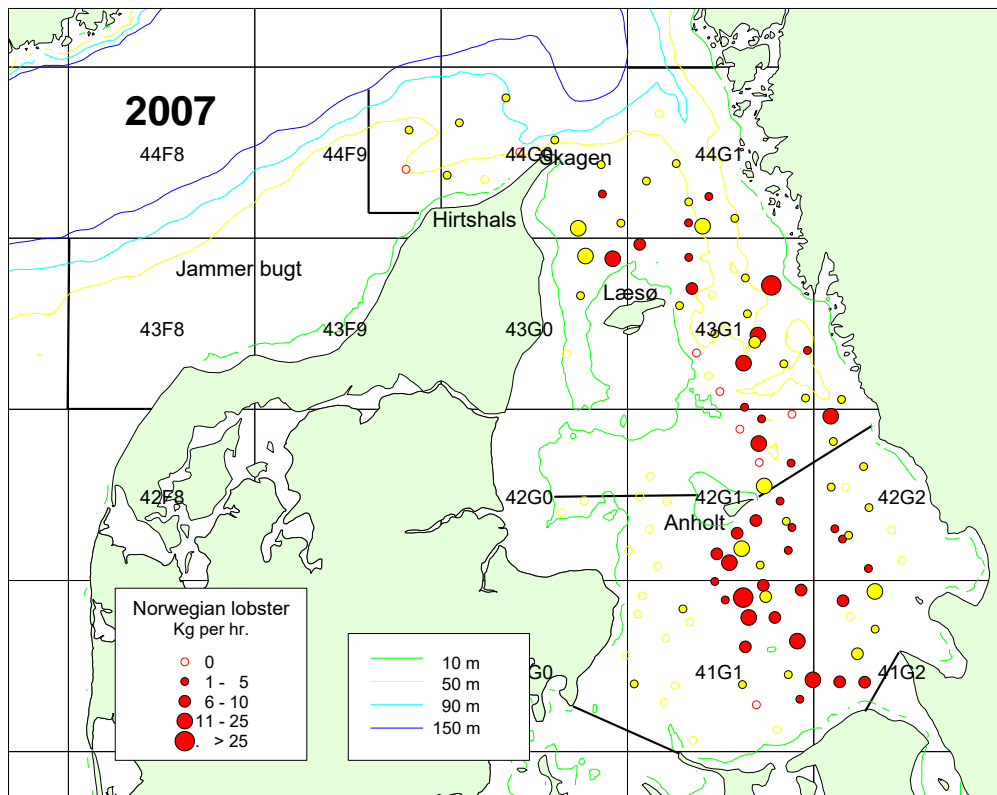 2007
44F8
44F9
44G0
Skagen
44G1
Hirtshals
Jammer bugt
Læsø
43F8
43F9
43G0
43G1
42F8
42G0
42G1
42G2
Anholt
Norwegian lobster
Kg per hr.
0
1 - 5
6 - 10
11 - 25
. > 25
10 m
50 m
90 m
150 m
G0
41G1
41G2